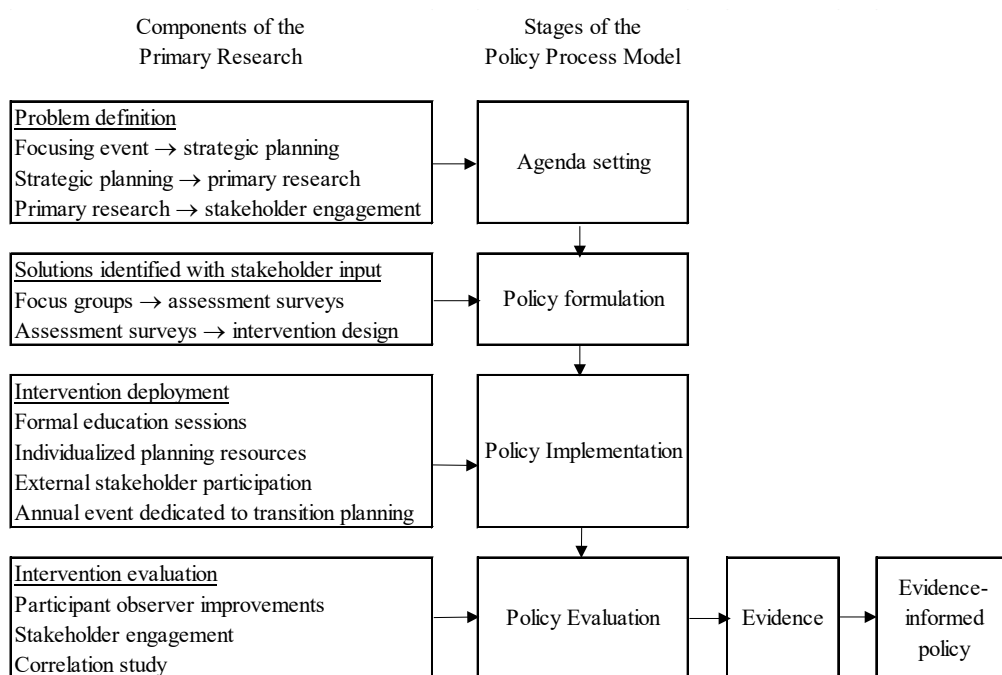 Components of the
Primary Research
Stages of the
Policy Process Model
Problem definition
Focusing event → strategic planning
Strategic planning → primary research
Primary research → stakeholder engagement
Agenda setting
Solutions identified with stakeholder input
Focus groups → assessment surveys
Assessment surveys → intervention design
Policy formulation
Intervention deployment
Formal education sessions
Individualized planning resources
External stakeholder participation
Annual event dedicated to transition planning
Policy Implementation
Intervention evaluation
Participant observer improvements
Stakeholder engagement
Correlation study
Policy Evaluation
Evidence
Evidence-
informed
policy